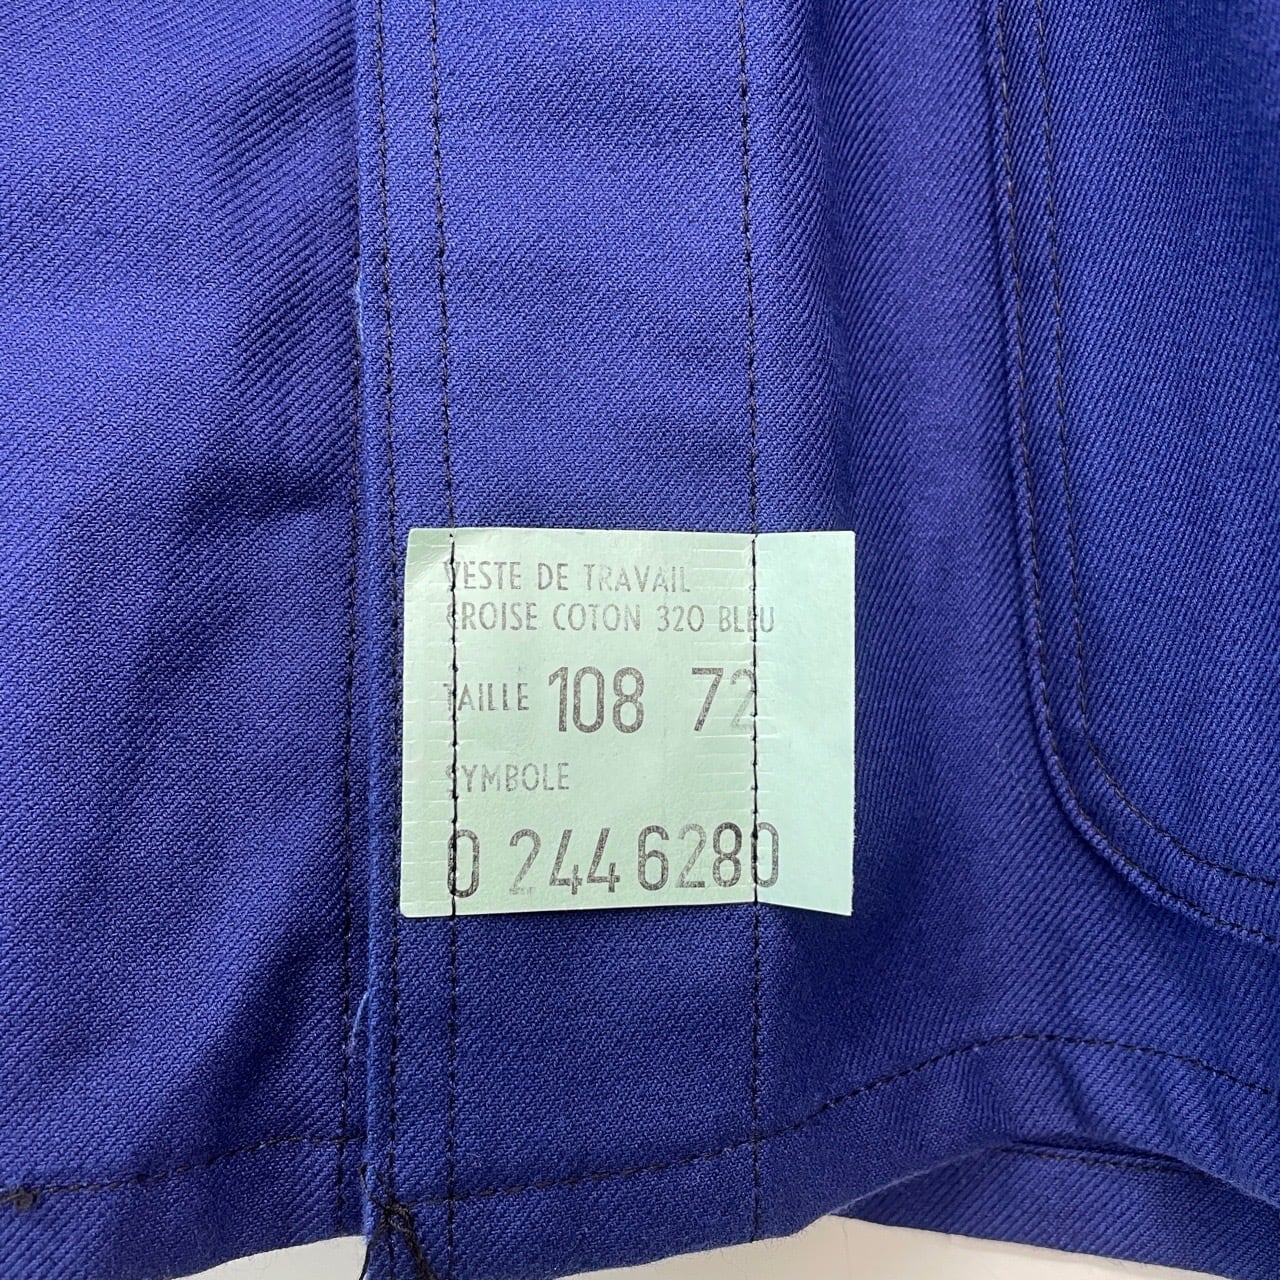 VESTE DE TRAVAIL
CROISE COTON 320 BLEU
TAILLE 108 72
SYMBOLE
0 244 6280